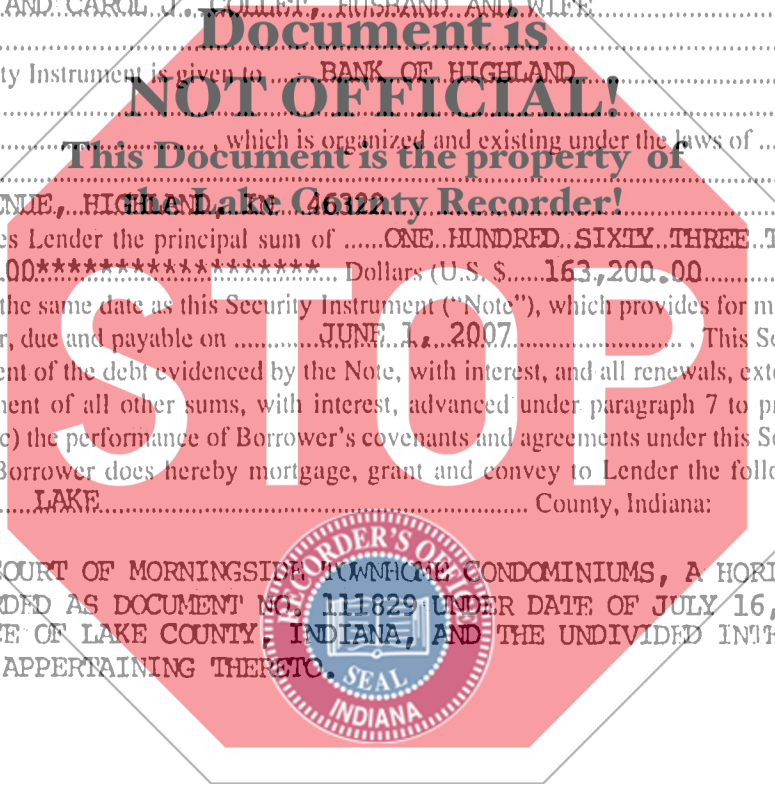 AND CAROL J. COLLET, HUSBAND AND WIFE
Document is
ty Instrument is given to ...... BANK OF HIGHLAND
NOT OFFICIAL!
which is organized and existing under the laws of
This Document is the property of
the Lake County Recorder!
NUE, HIGHLAND, IN 46322
es Lender the principal sum of ...... ONE HUNDRED SIXTY THREE T
.00****************** Dollars (U.S. $ ..... 163,200.00
the same date as this Security Instrument (“Note”), which provides for m
r, due and payable on ............ JUNE 1, 2007 ........................ . This Se
ent of the debt evidenced by the Note, with interest, and all renewals, exte
ment of all other sums, with interest, advanced under paragraph 7 to pr
c) the performance of Borrower's covenants and agreements under this Se
Borrower does hereby mortgage, grant and convey to Lender the follo
LAKE ........................................................ County, Indiana:
STOP
COURT OF MORNINGSIDE TOWNHOME CONDOMINIUMS, A HORI
RDED AS DOCUMENT NO. 111829 UNDER DATE OF JULY 16,
E OF LAKE COUNTY, INDIANA, AND THE UNDIVIDED INTE
APPERTAINING THERETO.
RECORDER'S OFFICE
SEAL
INDIANA